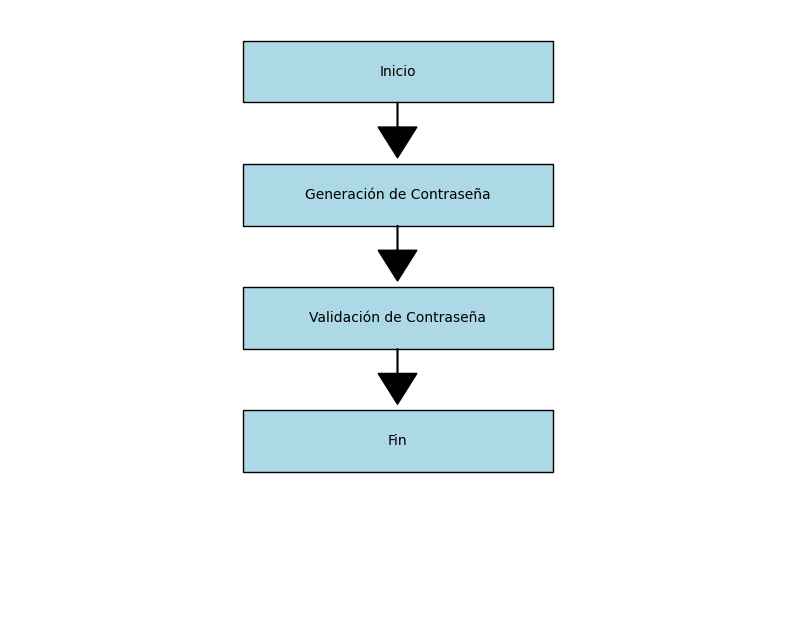 Inicio
Generación de Contraseña
Validación de Contraseña
Fin